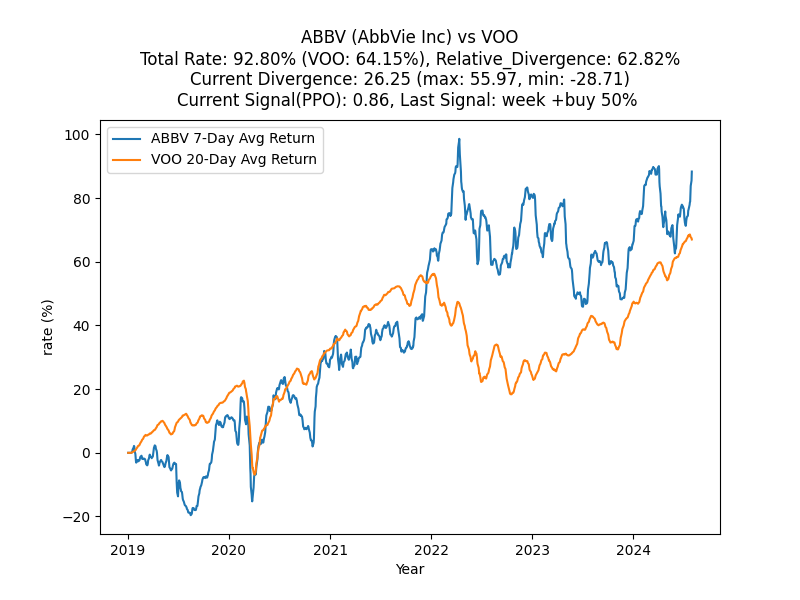 ABBV (AbbVie Inc) vs VOO
Total Rate: 92.80% (VOO: 64.15%), Relative_Divergence: 62.82%
Current Divergence: 26.25 (max: 55.97, min: -28.71)
Current Signal(PPO): 0.86, Last Signal: week +buy 50%
ABBV 7-Day Avg Return
VOO 20-Day Avg Return
100
80
60
40
20
0
−20
rate (%)
2019 2020 2021 2022 2023 2024
Year